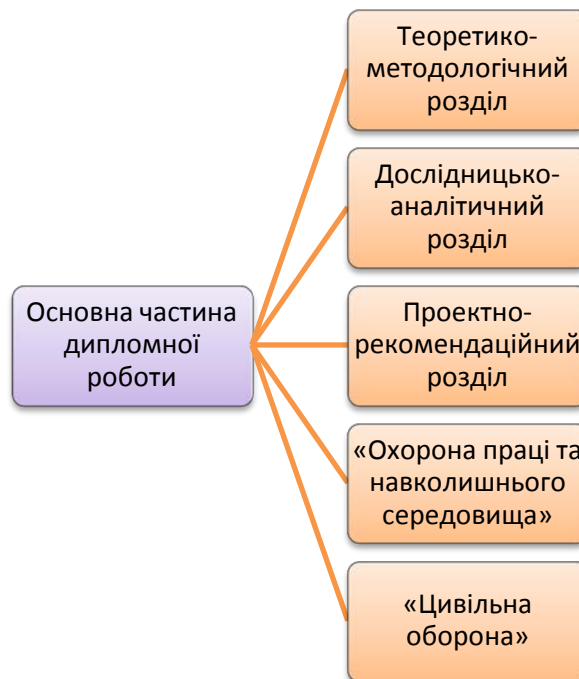 Теоретико-
методологічний
розділ
Дослідницько-
аналітичний
розділ
Основна частина
дипломної
роботи
Проектно-
рекомендаційний
розділ
«Охорона праці та
навколишнього
середовища»
«Цивільна
оборона»